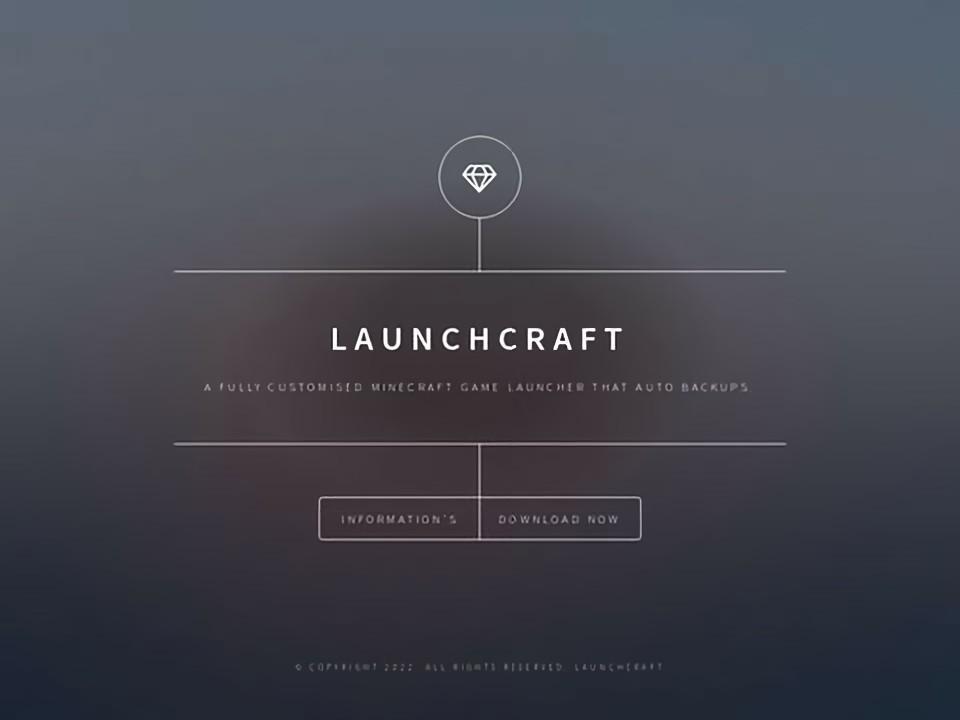 LAUNCHCRAFT
A FULLY CUSTOMISED MINECRAFT GAME LAUNCHER THAT AUTO BACKUPS
INFORMATION'S DOWNLOAD NOW
© COPYRIGHT 2022. ALL RIGHTS RESERVED. LAUNCHCRAFT